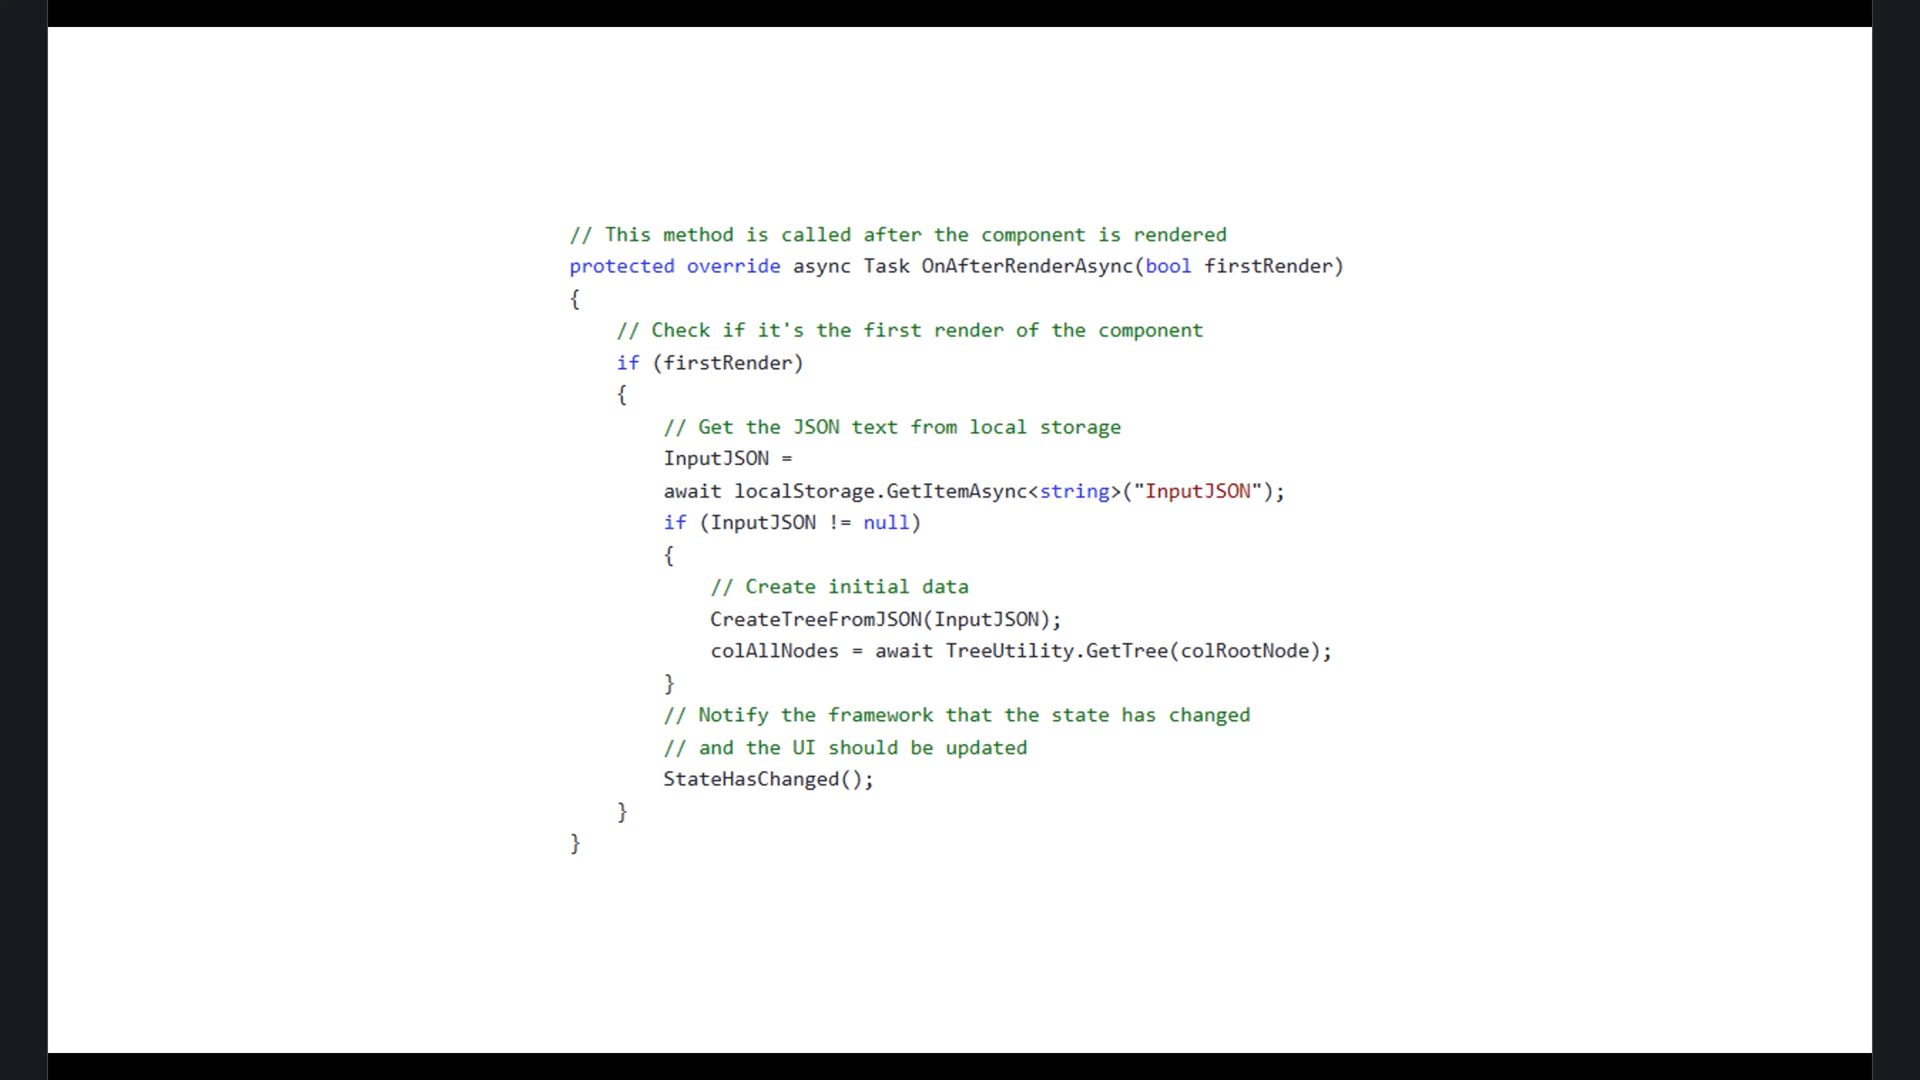 // This method is called after the component is rendered
protected override async Task OnAfterRenderAsync(bool firstRender)
{
    // Check if it's the first render of the component
    if (firstRender)
    {
        // Get the JSON text from local storage
        InputJSON =
        await localStorage.GetItemAsync<string>("InputJSON");
        if (InputJSON != null)
        {
            // Create initial data
            CreateTreeFromJSON(InputJSON);
            colAllNodes = await TreeUtility.GetTree(colRootNode);
        }
        // Notify the framework that the state has changed
        // and the UI should be updated
        StateHasChanged();
    }
}